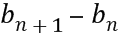 b_{n + 1} – b_n